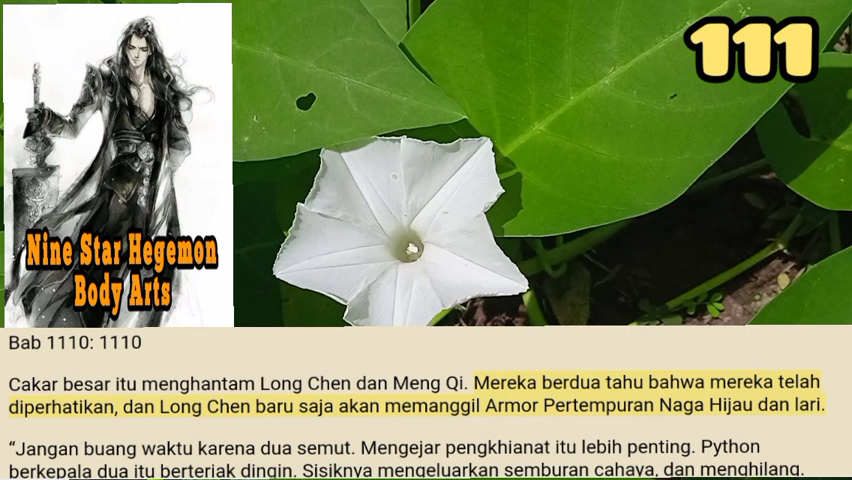 111
Nine Star Hegemon
Body Arts
Bab 1110: 1110
Cakar besar itu menghantam Long Chen dan Meng Qi. Mereka berdua tahu bahwa mereka telah
diperhatikan, dan Long Chen baru saja akan memanggil Armor Pertempuran Naga Hijau dan lari.
“Jangan buang waktu karena dua semut. Mengejar pengkhianat itu lebih penting. Python
berkepala dua itu berteriak dingin. Sisiknya mengeluarkan semburan cahaya, dan menghilang.